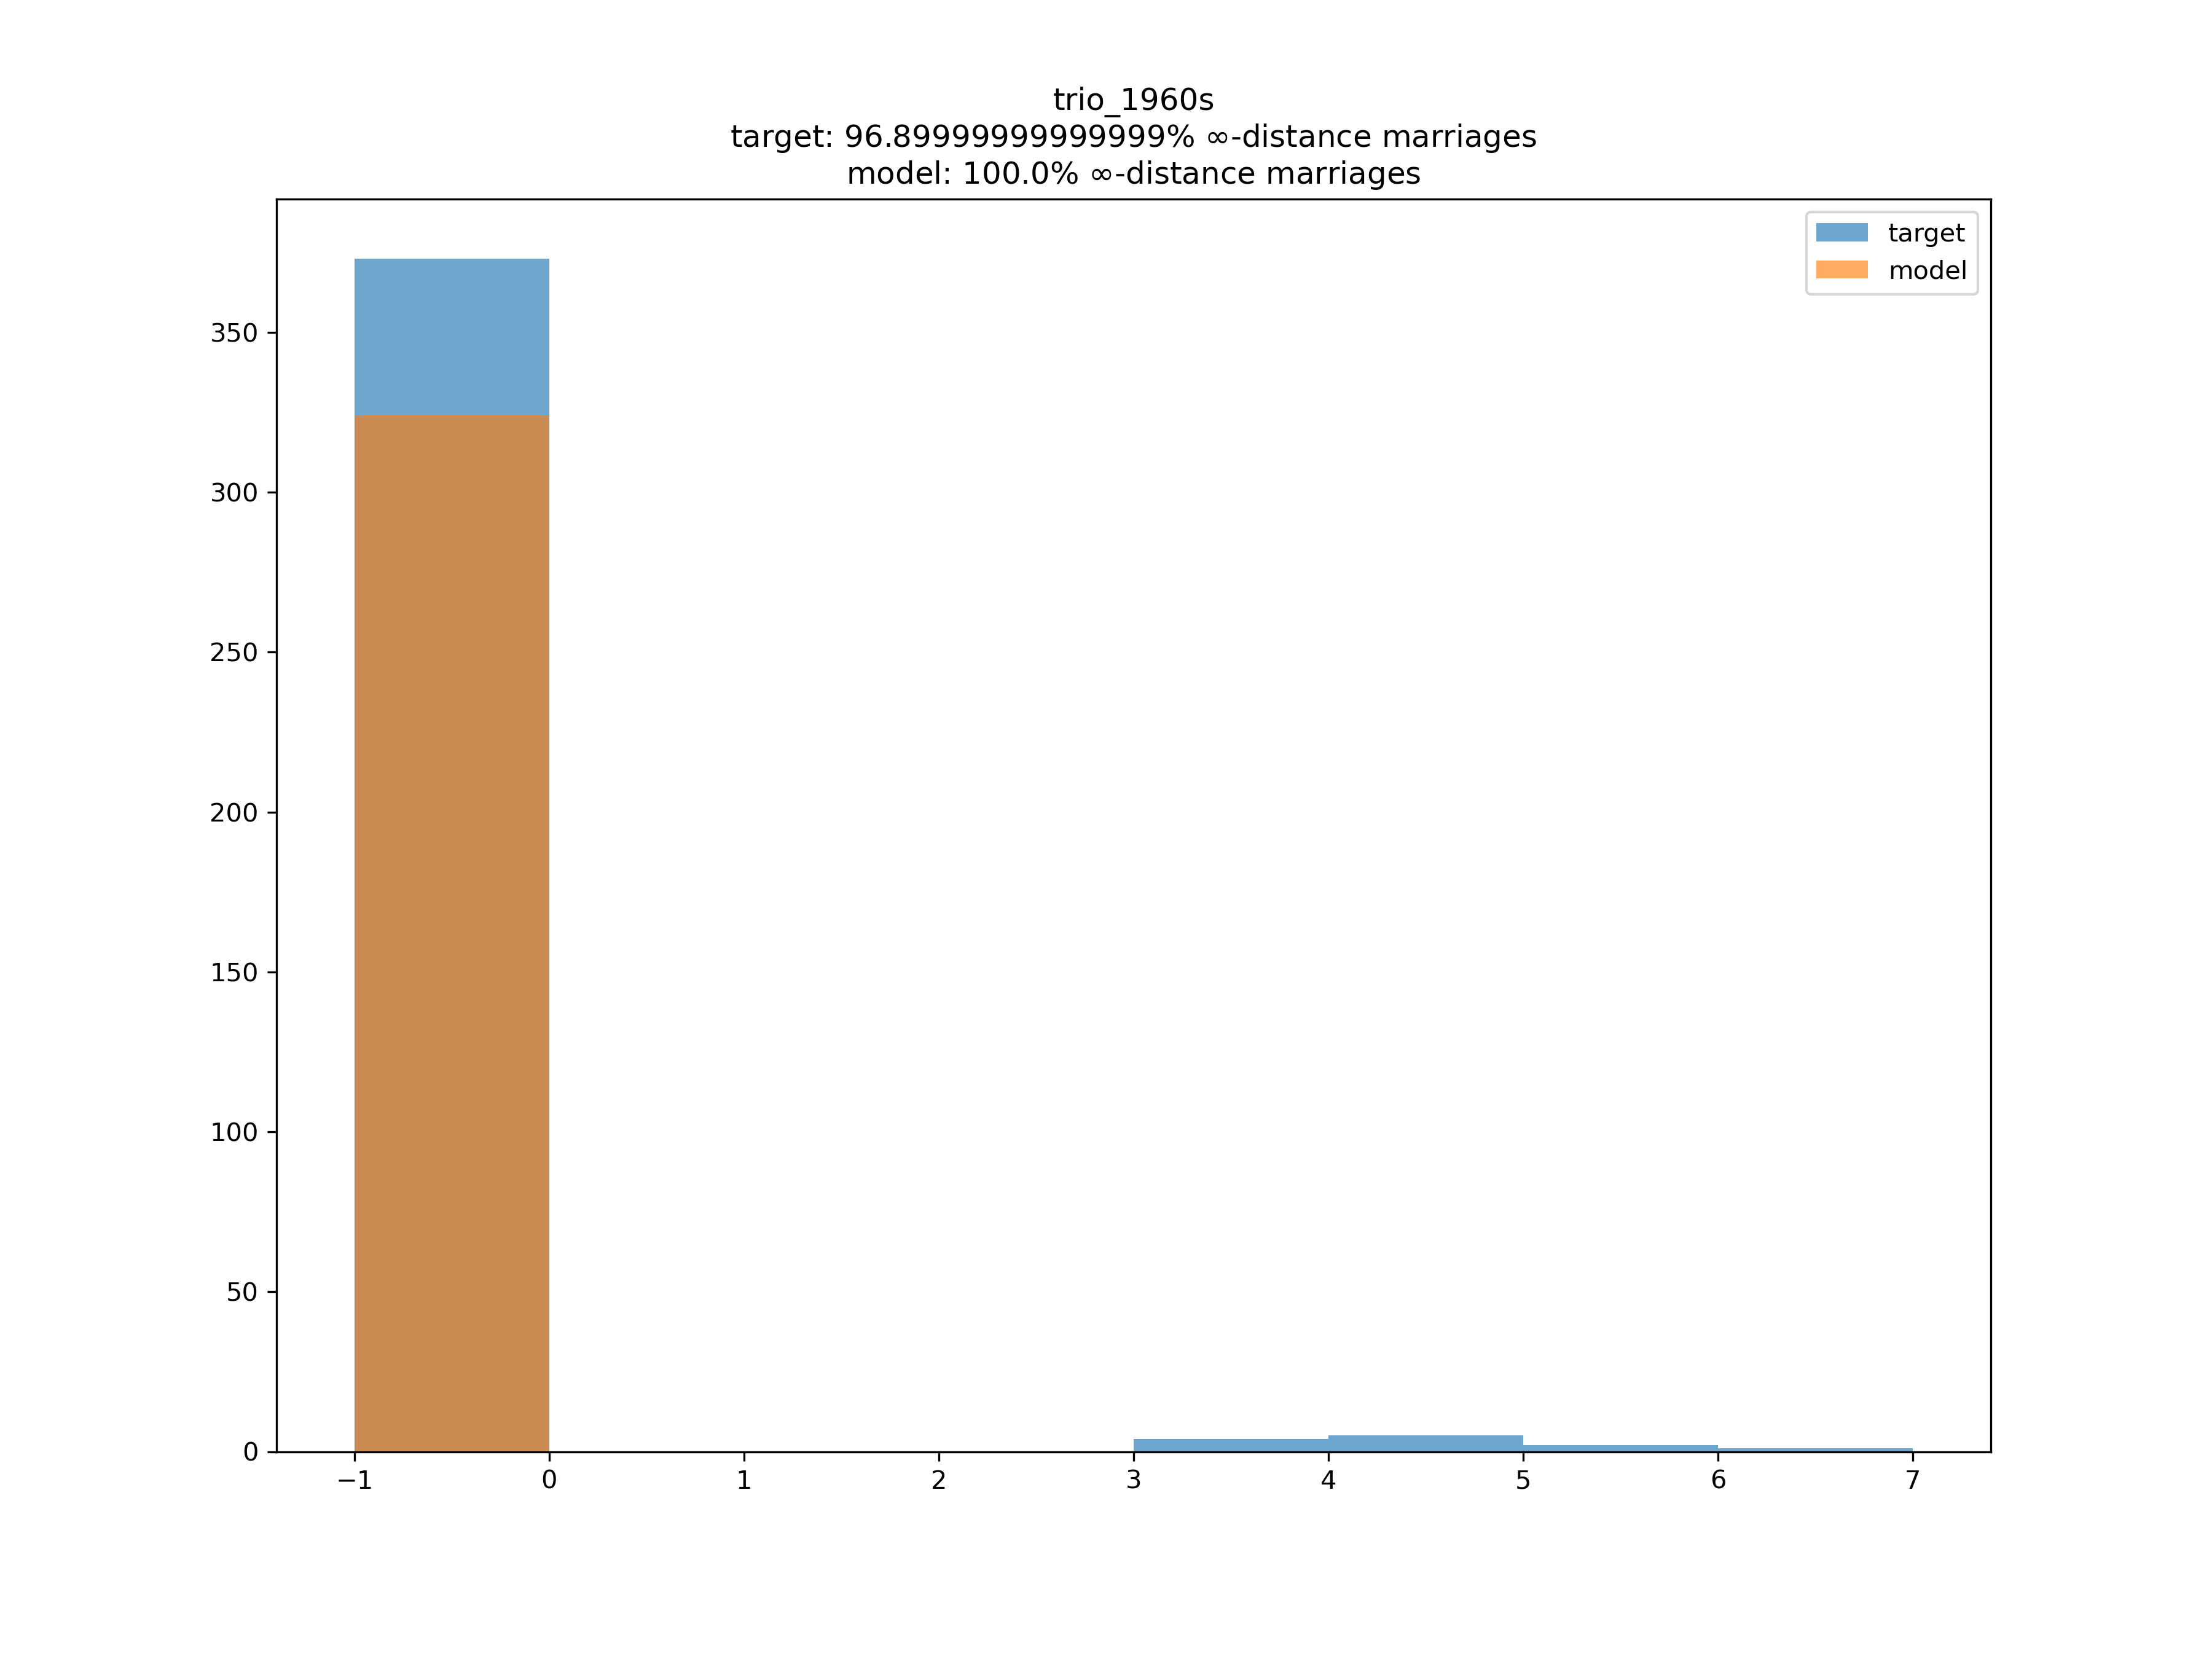 trio_1960s
target: 96.89999999999999% ∞-distance marriages
model: 100.0% ∞-distance marriages
target
model
350
300
250
200
150
100
50
0
−1 0 1 2 3 4 5 6 7